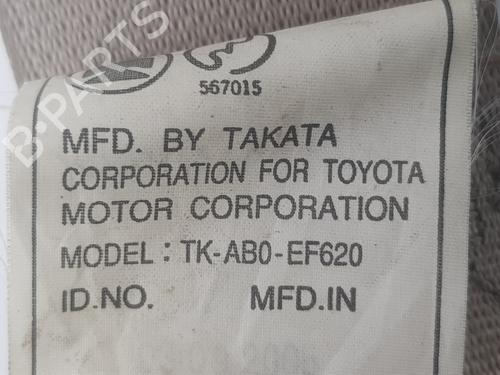 567015
MFD. BY TAKATA
CORPORATION FOR TOYOTA
MOTOR CORPORATION
MODEL : TK-AB0-EF620
ID.NO. MFD.IN
B-PARTS